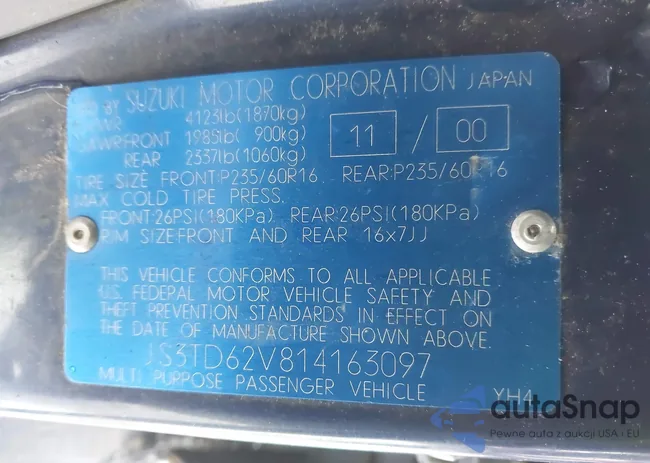 BY SUZUKI MOTOR CORPORATION JAPAN
4123lb(1870kg)
FRONT 1985lb( 900kg) 11 / 00
REAR 2337lb(1060kg)
TIRE SIZE FRONT:P235/60R16 REAR:P235/60R16
MAX COLD TIRE PRESS.
FRONT:26PSI(180KPa) REAR:26PSI(180KPa)
RIM SIZE:FRONT AND REAR 16x7JJ
THIS VEHICLE CONFORMS TO ALL APPLICABLE
U.S. FEDERAL MOTOR VEHICLE SAFETY AND
THEFT PREVENTION STANDARDS IN EFFECT ON
THE DATE OF MANUFACTURE SHOWN ABOVE.
JS3TD62V814163097
MULTI PURPOSE PASSENGER VEHICLE YH4
autoSnap
Pewne auta z aukcji USA i EU